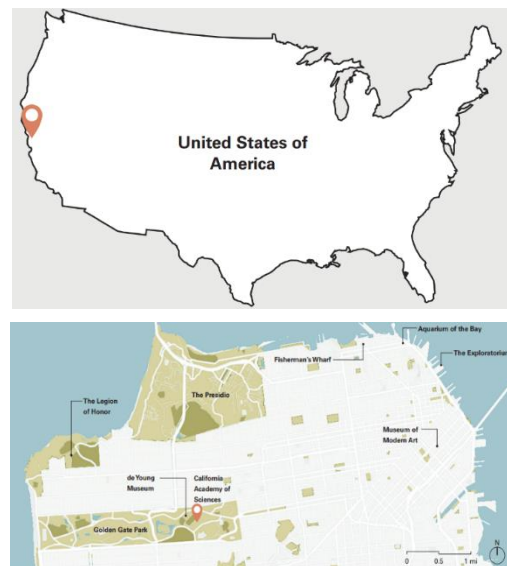 United States of
America
Aquarium of the Bay
Fisherman's Wharf
The Exploratorium
The Presidio
The Legion
of Honor
Museum of
Modern Art
de Young
Museum
California
Academy of
Sciences
Golden Gate Park
N
0 0.5 1 mi